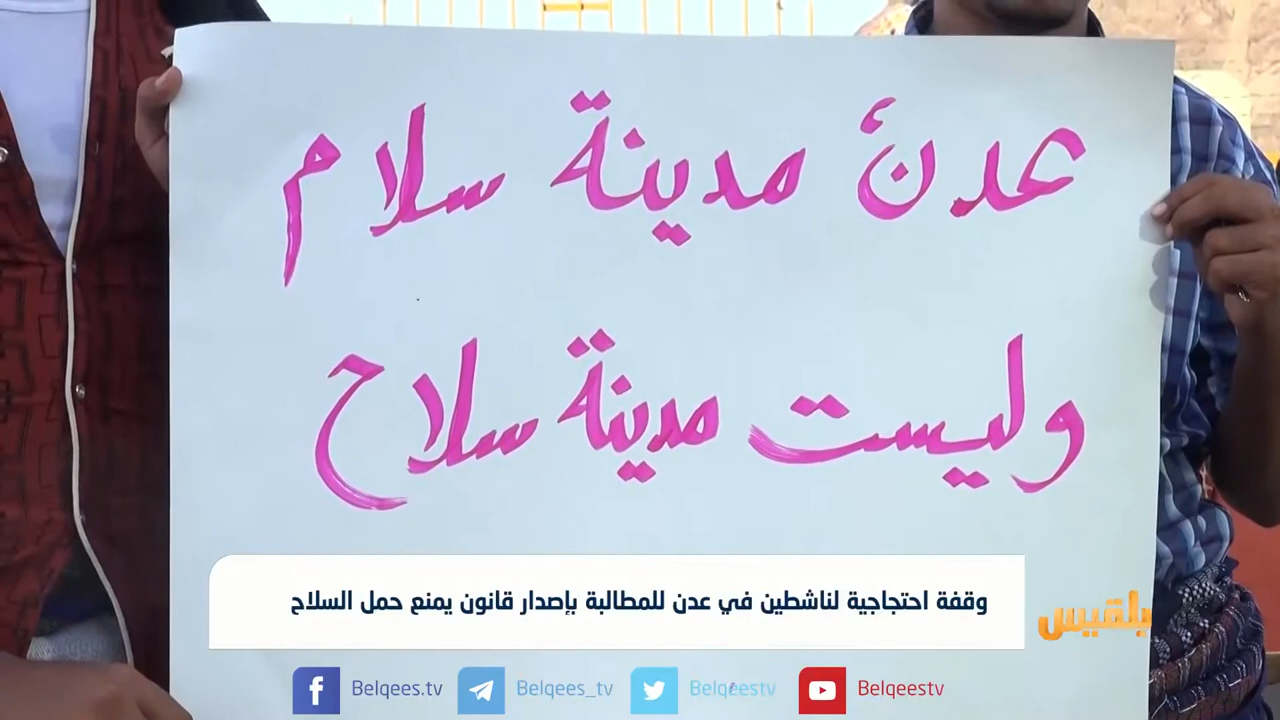 عدنُ مدينة سلام
وليست مدينة سلاح
وقفة احتجاجية لناشطين في عدن للمطالبة بإصدار قانون يمنع حمل السلاح
بلقيس
Belqees.tv Belqees_tv Belqeestv Belqeestv